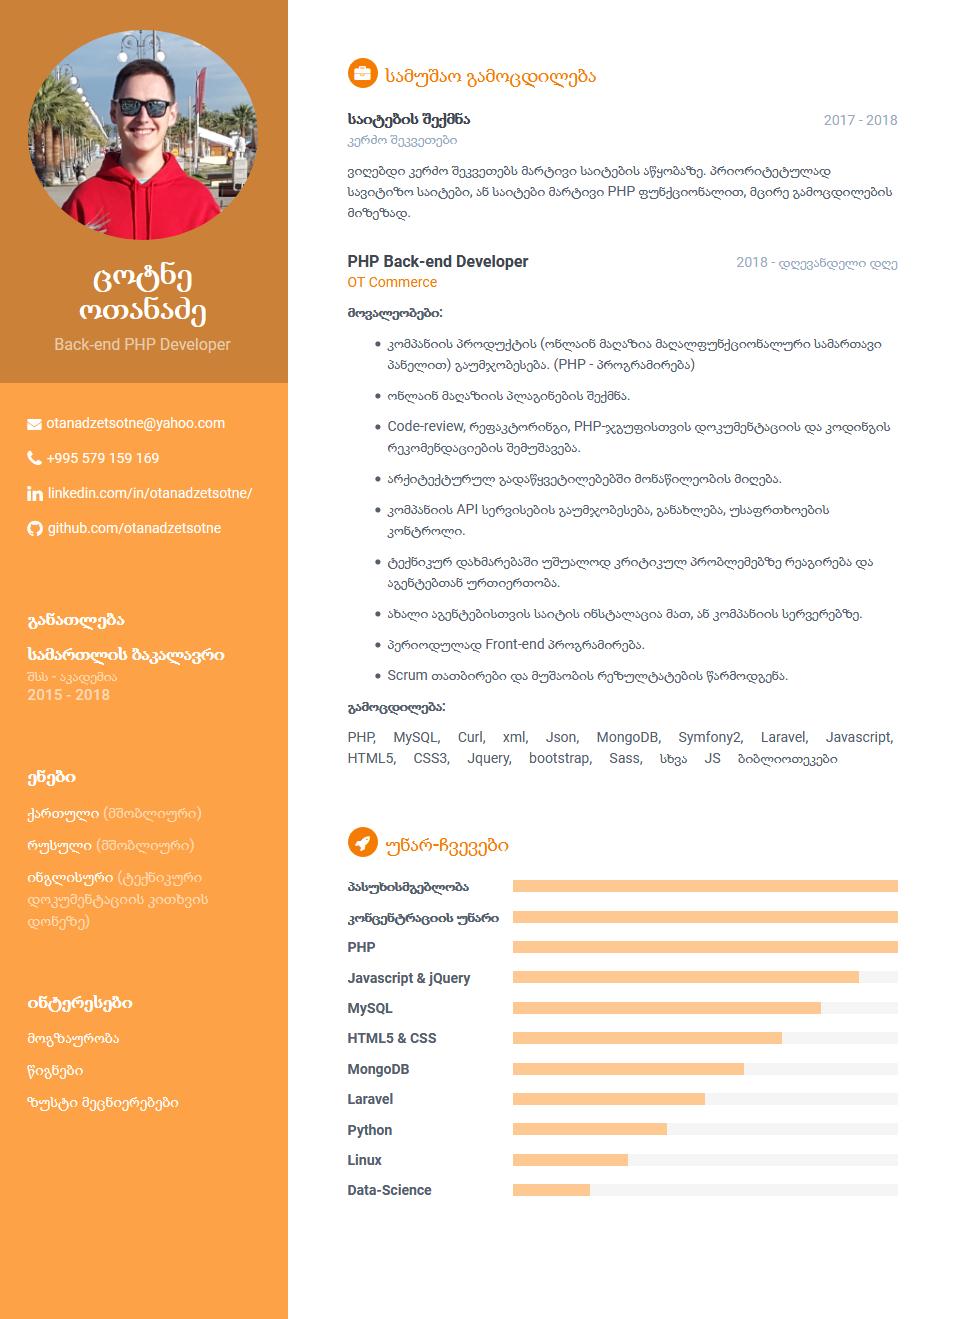 ცოტნე
ოთანაძე
Back-end PHP Developer
otanadzetsotne@yahoo.com
+995 579 159 169
linkedin.com/in/otanadzetsotne/
github.com/otanadzetsotne
განათლება
სამართლის ბაკალავრი
შსს - აკადემია
2015 - 2018
ენები
ქართული (მშობლიური)
რუსული (მშობლიური)
ინგლისური (ტექნიკური
დოკუმენტაციის კითხვის
დონეზე)
ინტერესები
მოგზაურობა
წიგნები
ზუსტი მეცნიერებები
სამუშაო გამოცდილება
საიტების შექმნა 2017 - 2018
კერძო შეკვეთები
ვიღებდი კერძო შეკვეთებს მარტივი საიტების აწყობაზე. პრიორიტეტულად
სავიტიზო საიტები, ან საიტები მარტივი PHP ფუნქციონალით, მცირე გამოცდილების
მიზეზად.
PHP Back-end Developer 2018 - დღევანდელი დღე
OT Commerce
მოვალეობები:
• კომპანიის პროდუქტის (ონლაინ მაღაზია მაღალფუნქციონალური სამართავი
პანელით) გაუმჯობესება. (PHP - პროგრამირება)
• ონლაინ მაღაზიის პლაგინების შექმნა.
• Code-review, რეფაქტორინგი, PHP-ჯგუფისთვის დოკუმენტაციის და კოდინგის
რეკომენდაციების შემუშავება.
• არქიტექტურულ გადაწყვეტილებებში მონაწილეობის მიღება.
• კომპანიის API სერვისების გაუმჯობესება, განახლება, უსაფრთხოების
კონტროლი.
• ტექნიკურ დახმარებაში უშუალოდ კრიტიკულ პრობლემებზე რეაგირება და
აგენტებთან ურთიერთობა.
• ახალი აგენტებისთვის საიტის ინსტალაცია მათ, ან კომპანიის სერვერებზე.
• პერიოდულად Front-end პროგრამირება.
• Scrum თათბირები და მუშაობის რეზულტატების წარმოდგენა.
გამოცდილება:
PHP, MySQL, Curl, xml, Json, MongoDB, Symfony2, Laravel, Javascript,
HTML5, CSS3, Jquery, bootstrap, Sass, სხვა JS ბიბლიოთეკები
უნარ-ჩვევები
პასუხისმგებლობა
კონცენტრაციის უნარი
PHP
Javascript & jQuery
MySQL
HTML5 & CSS
MongoDB
Laravel
Python
Linux
Data-Science